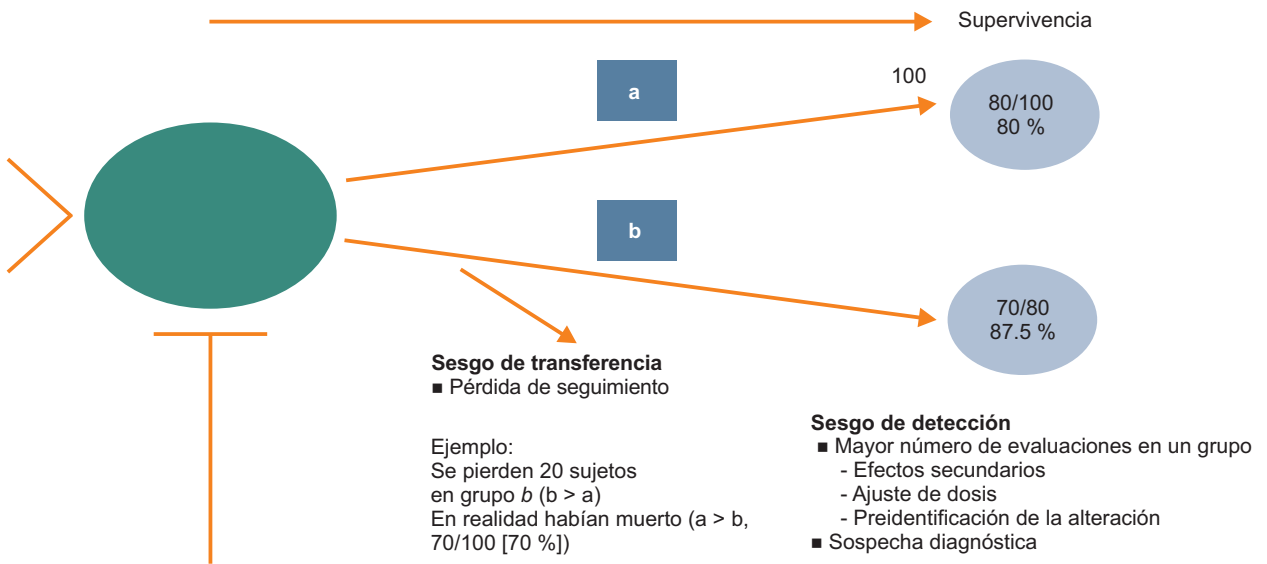 Supervivencia
a
100
80/100
80 %
b
70/80
87.5 %
Sesgo de transferencia
■ Pérdida de seguimiento
Ejemplo:
Se pierden 20 sujetos
en grupo b (b > a)
En realidad habían muerto (a > b,
70/100 [70 %])
Sesgo de detección
■ Mayor número de evaluaciones en un grupo
- Efectos secundarios
- Ajuste de dosis
- Preidentificación de la alteración
■ Sospecha diagnóstica